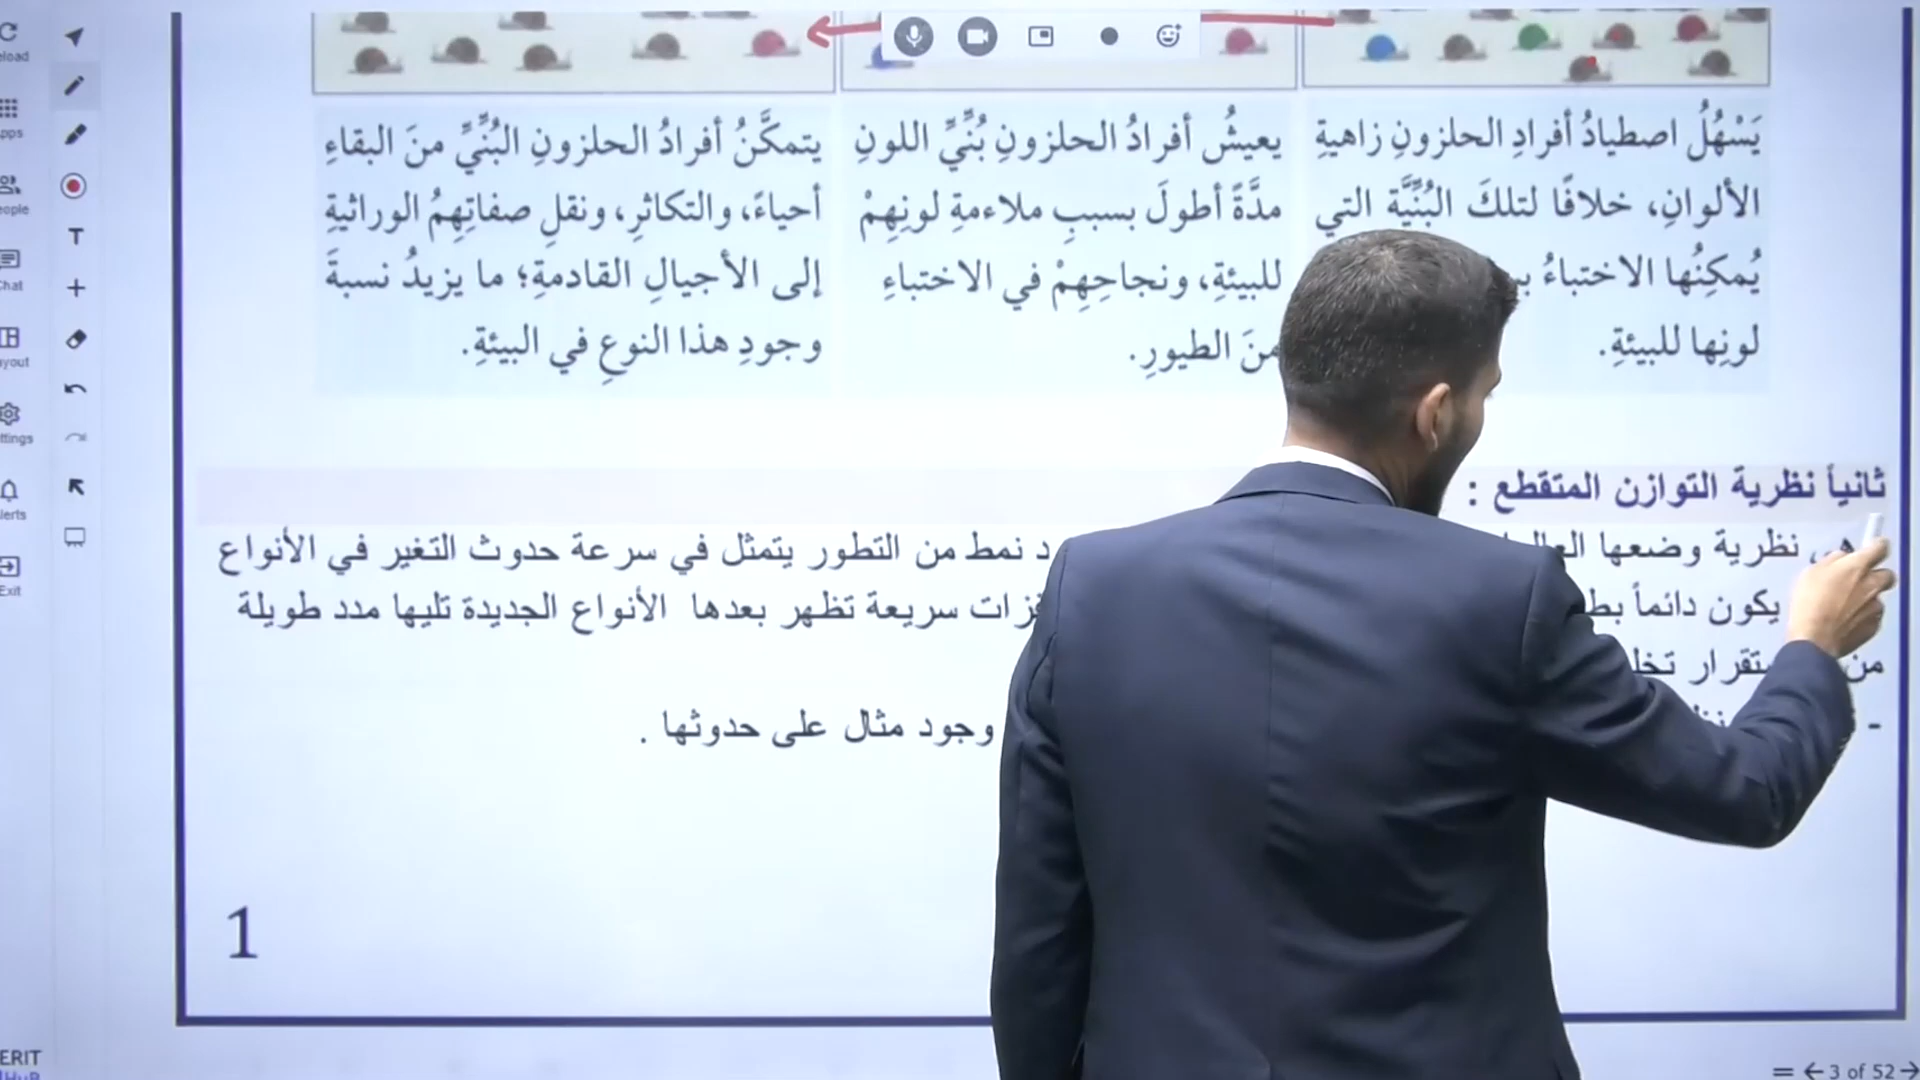 يَسْهُلُ اصطيادُ أفرادِ الحلزونِ زاهيةِ
الألوانِ، خلافًا لتلكَ البُنِّيَّة التي
يُمكِنُها الاختباءُ
لونِها للبيئةِ.
يعيشُ أفرادُ الحلزونِ بُنِّيِّ اللونِ
مدَّةً أطولَ بسببِ ملاءمةِ لونِهِمْ
للبيئةِ، ونجاحِهِمْ في الاختباءِ
منَ الطيورِ.
يتمكَّنُ أفرادُ الحلزونِ البُنِّيِّ منَ البقاءِ
أحياءً، والتكاثرِ، ونقلِ صفاتِهِمُ الوراثيةِ
إلى الأجيالِ القادمةِ؛ ما يزيدُ نسبةَ
وجودِ هذا النوعِ في البيئةِ.
ثانياً نظرية التوازن المتقطع :
نظرية وضعها نمط من التطور يتمثل في سرعة حدوث التغير في الأنواع
يكون دائماً سريعة تظهر بعدها الأنواع الجديدة تليها مدد طويلة
من
- وجود مثال على حدوثها .
1
Chat
Exit
T
ERIT
HuB
3 of 52